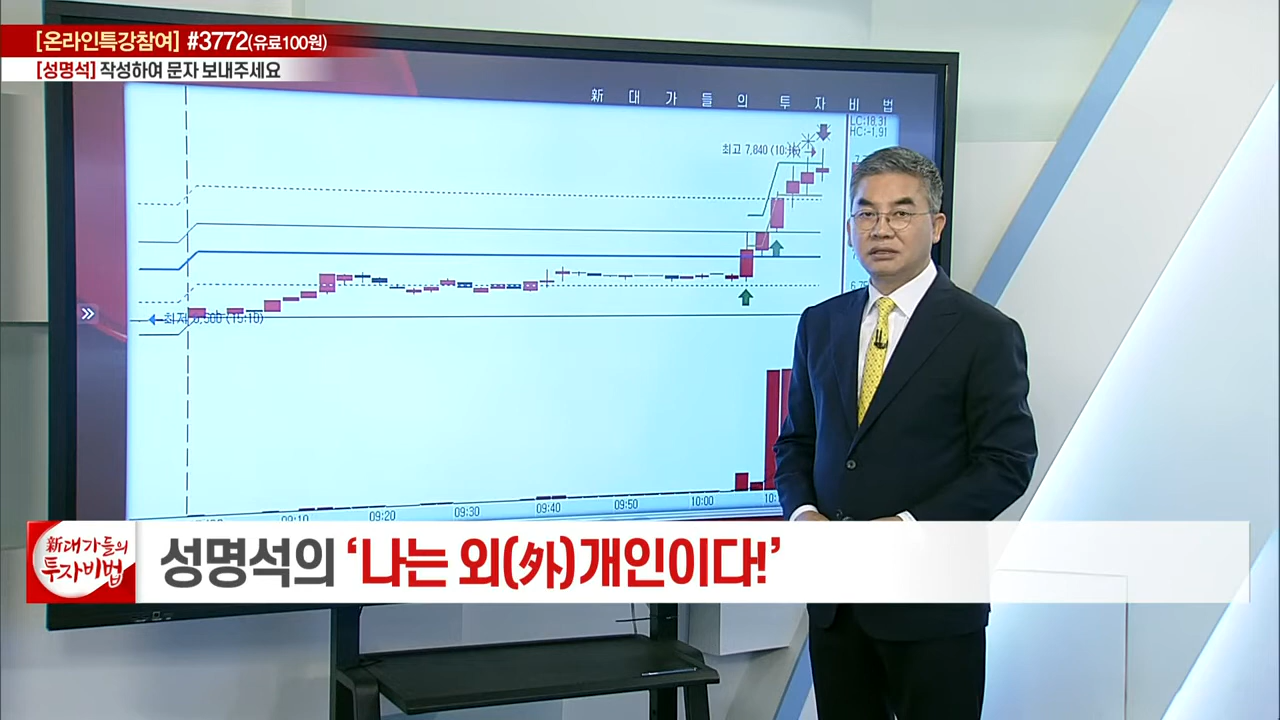 [온라인특강참여] #3772(유료100원)
[성명석] 작성하여 문자 보내주세요
新 대 가 들 의 투 자 비 법
LC:18.31
HC:-1.91
최고 7,840
최저 6,500 (15:10)
09:10 09:20 09:30 09:40 09:50 10:00
新대가들의
투자비법
성명석의 ‘나는 외(外)개인이다!’